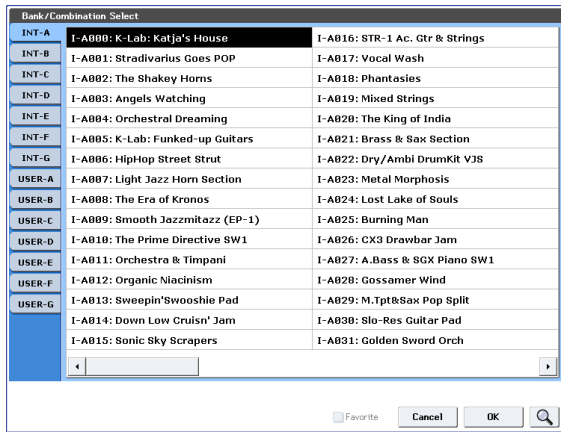 Bank/Combination Select
INT-A
INT-B
INT-C
INT-D
INT-E
INT-F
INT-G
USER-A
USER-B
USER-C
USER-D
USER-E
USER-F
USER-G
I-A000: K-Lab: Katja's House
I-A001: Stradivarius Goes POP
I-A002: The Shakey Horns
I-A003: Angels Watching
I-A004: Orchestral Dreaming
I-A005: K-Lab: Funked-up Guitars
I-A006: HipHop Street Strut
I-A007: Light Jazz Horn Section
I-A008: The Era of Kronos
I-A009: Smooth Jazzmitazz (EP-1)
I-A010: The Prime Directive SW1
I-A011: Orchestra & Timpani
I-A012: Organic Niacinism
I-A013: Sweepin'Swooshie Pad
I-A014: Down Low Cruisn' Jam
I-A015: Sonic Sky Scrapers
I-A016: STR-1 Ac. Gtr & Strings
I-A017: Vocal Wash
I-A018: Phantasies
I-A019: Mixed Strings
I-A020: The King of India
I-A021: Brass & Sax Section
I-A022: Dry/Ambi DrumKit VJS
I-A023: Metal Morphosis
I-A024: Lost Lake of Souls
I-A025: Burning Man
I-A026: CX3 Drawbar Jam
I-A027: A.Bass & SGX Piano SW1
I-A028: Gossamer Wind
I-A029: M.Tpt&Sax Pop Split
I-A030: Slo-Res Guitar Pad
I-A031: Golden Sword Orch
Favorite
Cancel
OK